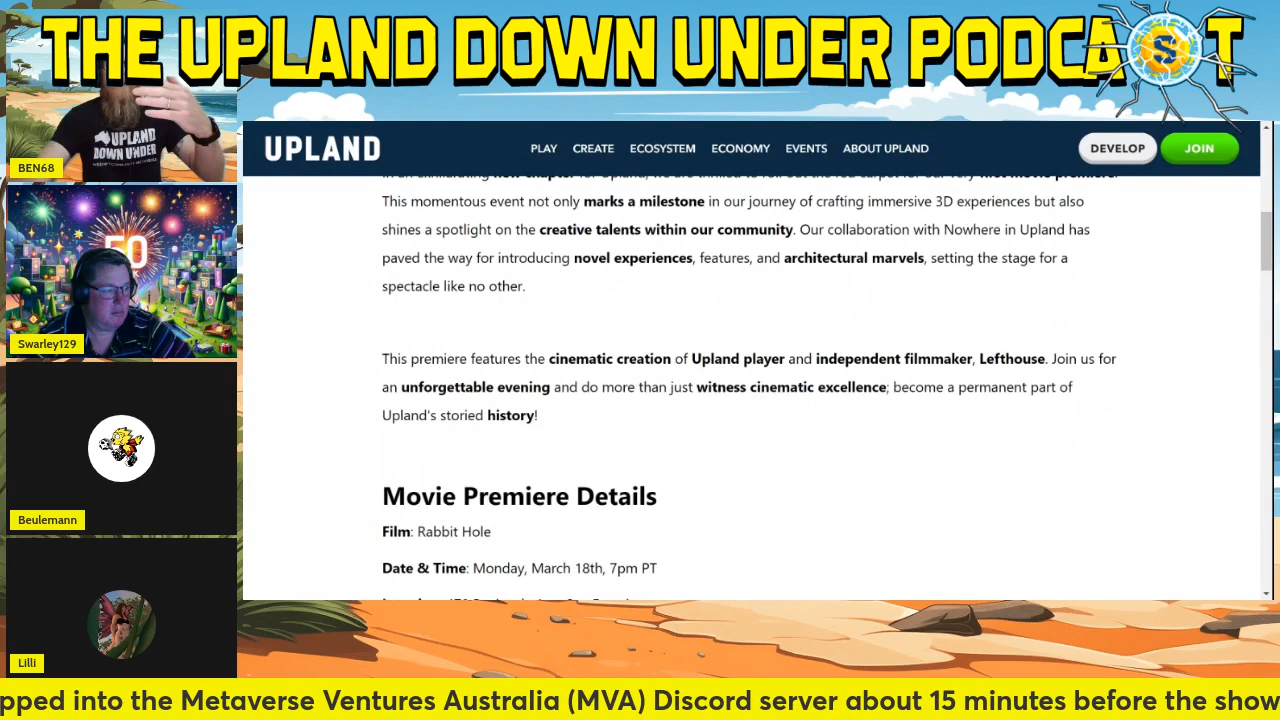 THE UPLAND DOWN UNDER PODCAST
UPLAND
DOWN UNDER
BEN68
50
Swarley129
Beulemann
Lilli
UPLAND
PLAY CREATE ECOSYSTEM ECONOMY EVENTS ABOUT UPLAND
DEVELOP JOIN
This momentous event not only marks a milestone in our journey of crafting immersive 3D experiences but also
shines a spotlight on the creative talents within our community. Our collaboration with Nowhere in Upland has
paved the way for introducing novel experiences, features, and architectural marvels, setting the stage for a
spectacle like no other.
This premiere features the cinematic creation of Upland player and independent filmmaker, Lefthouse. Join us for
an unforgettable evening and do more than just witness cinematic excellence; become a permanent part of
Upland's storied history!
Movie Premiere Details
Film: Rabbit Hole
Date & Time: Monday, March 18th, 7pm PT
pped into the Metaverse Ventures Australia (MVA) Discord server about 15 minutes before the show